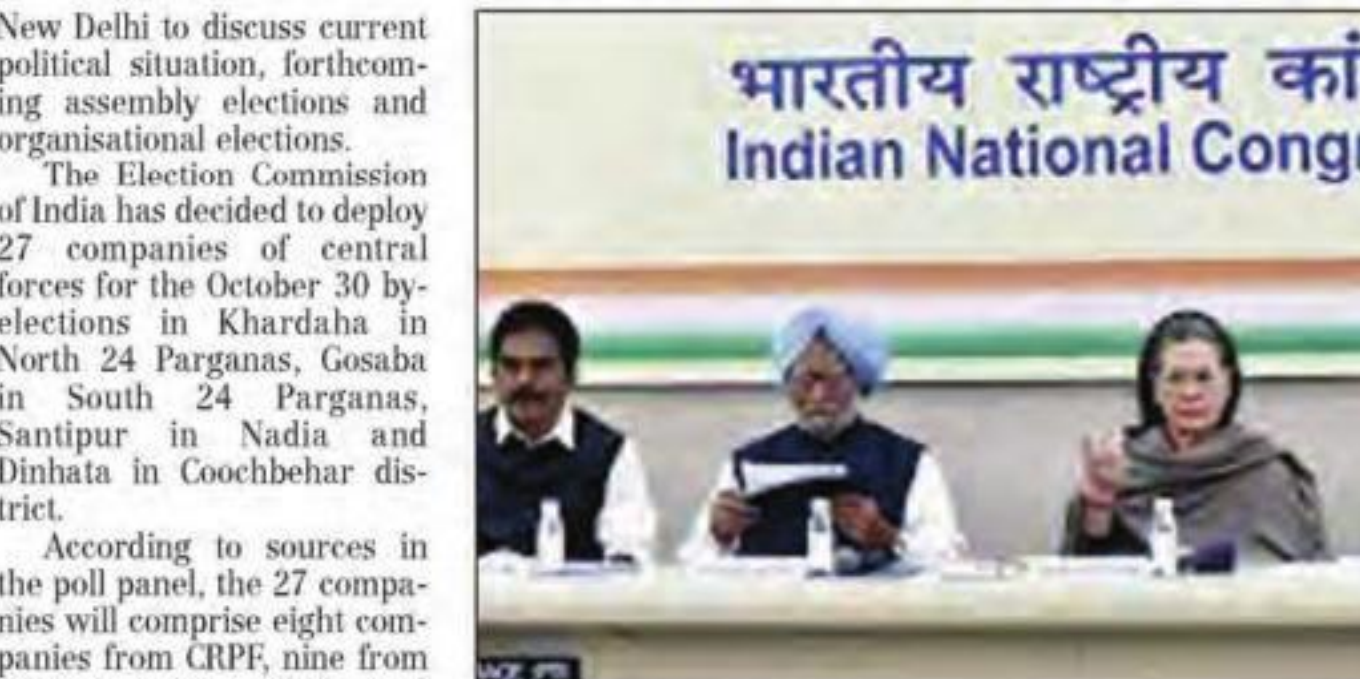 New Delhi to discuss current
political situation, forthcom-
ing assembly elections and
organisational elections.
The Election Commission
of India has decided to deploy
27 companies of central
forces for the October 30 by-
elections in Khardaha in
North 24 Parganas, Gosaba
in South 24 Parganas,
Santipur in Nadia and
Dinhata in Coochbehar dis-
trict.
According to sources in
the poll panel, the 27 compa-
nies will comprise eight com-
panies from CRPF, nine from
भारतीय राष्ट्रीय कां
Indian National Cong